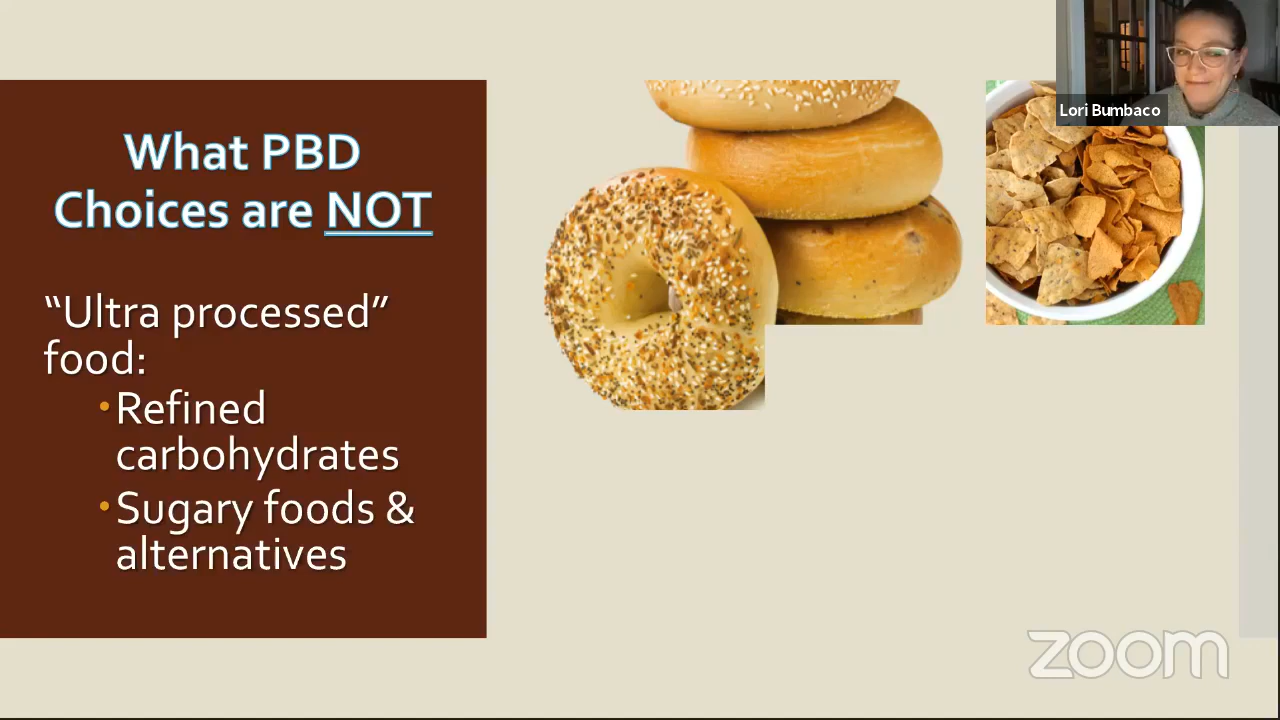 What PBD
Choices are NOT
“Ultra processed”
food:
•Refined
carbohydrates
•Sugary foods &
alternatives
Lori Bumbaco
zoom